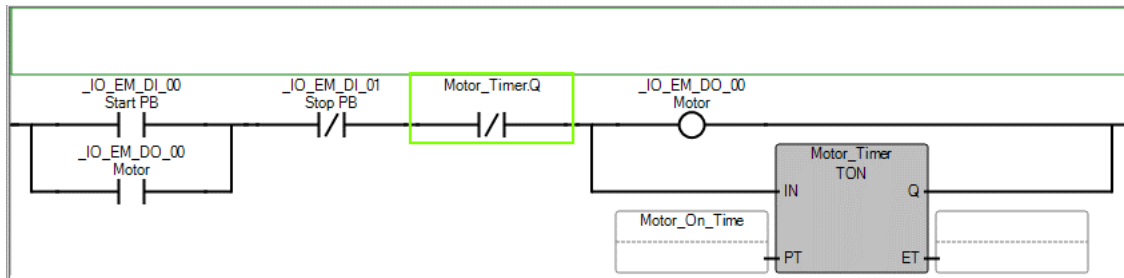 _IO_EM_DI_00
Start PB
_IO_EM_DI_01
Stop PB
Motor_Timer.Q
_IO_EM_DO_00
Motor
_IO_EM_DO_00
Motor
Motor_Timer
TON
IN
Q
Motor_On_Time
PT
ET